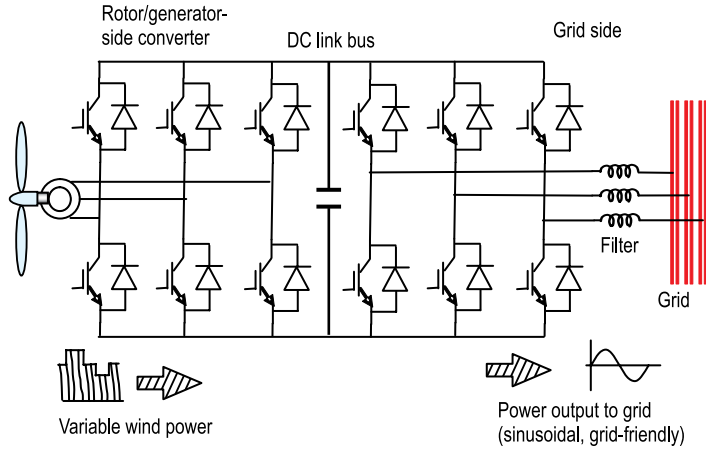 Rotor/generator-
side converter
DC link bus
Grid side
Filter
Grid
Variable wind power
Power output to grid
(sinusoidal, grid-friendly)